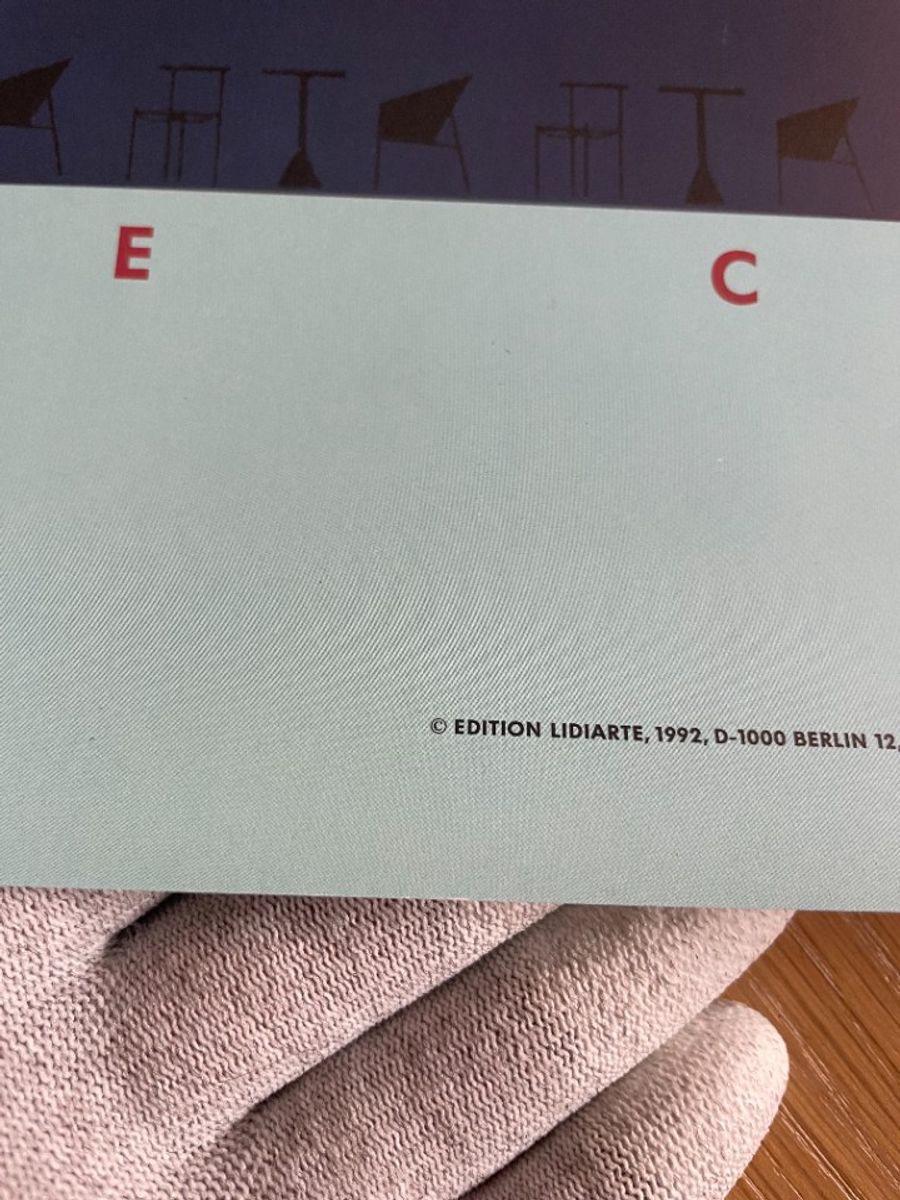 E C
© EDITION LIDIARTE, 1992, D-1000 BERLIN 12,